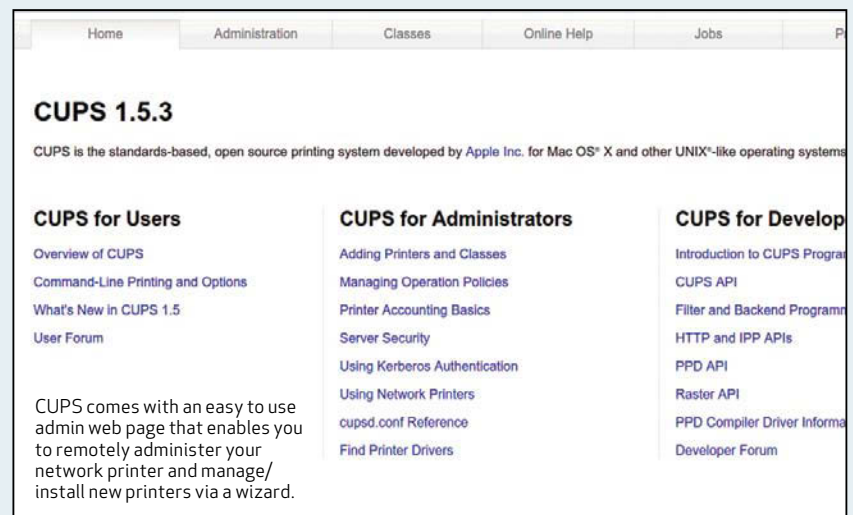 Home Administration Classes Online Help Jobs
CUPS 1.5.3
CUPS is the standards-based, open source printing system developed by Apple Inc. for Mac OS® X and other UNIX®-like operating systems
CUPS for Users
Overview of CUPS
Command-Line Printing and Options
What's New in CUPS 1.5
User Forum
CUPS for Administrators
Adding Printers and Classes
Managing Operation Policies
Printer Accounting Basics
Server Security
Using Kerberos Authentication
Using Network Printers
cupsd.conf Reference
Find Printer Drivers
CUPS for Develop
Introduction to CUPS Progra
CUPS API
Filter and Backend Programm
HTTP and IPP APIs
PPD API
Raster API
PPD Compiler Driver Informa
Developer Forum
CUPS comes with an easy to use
admin web page that enables you
to remotely administer your
network printer and manage/
install new printers via a wizard.